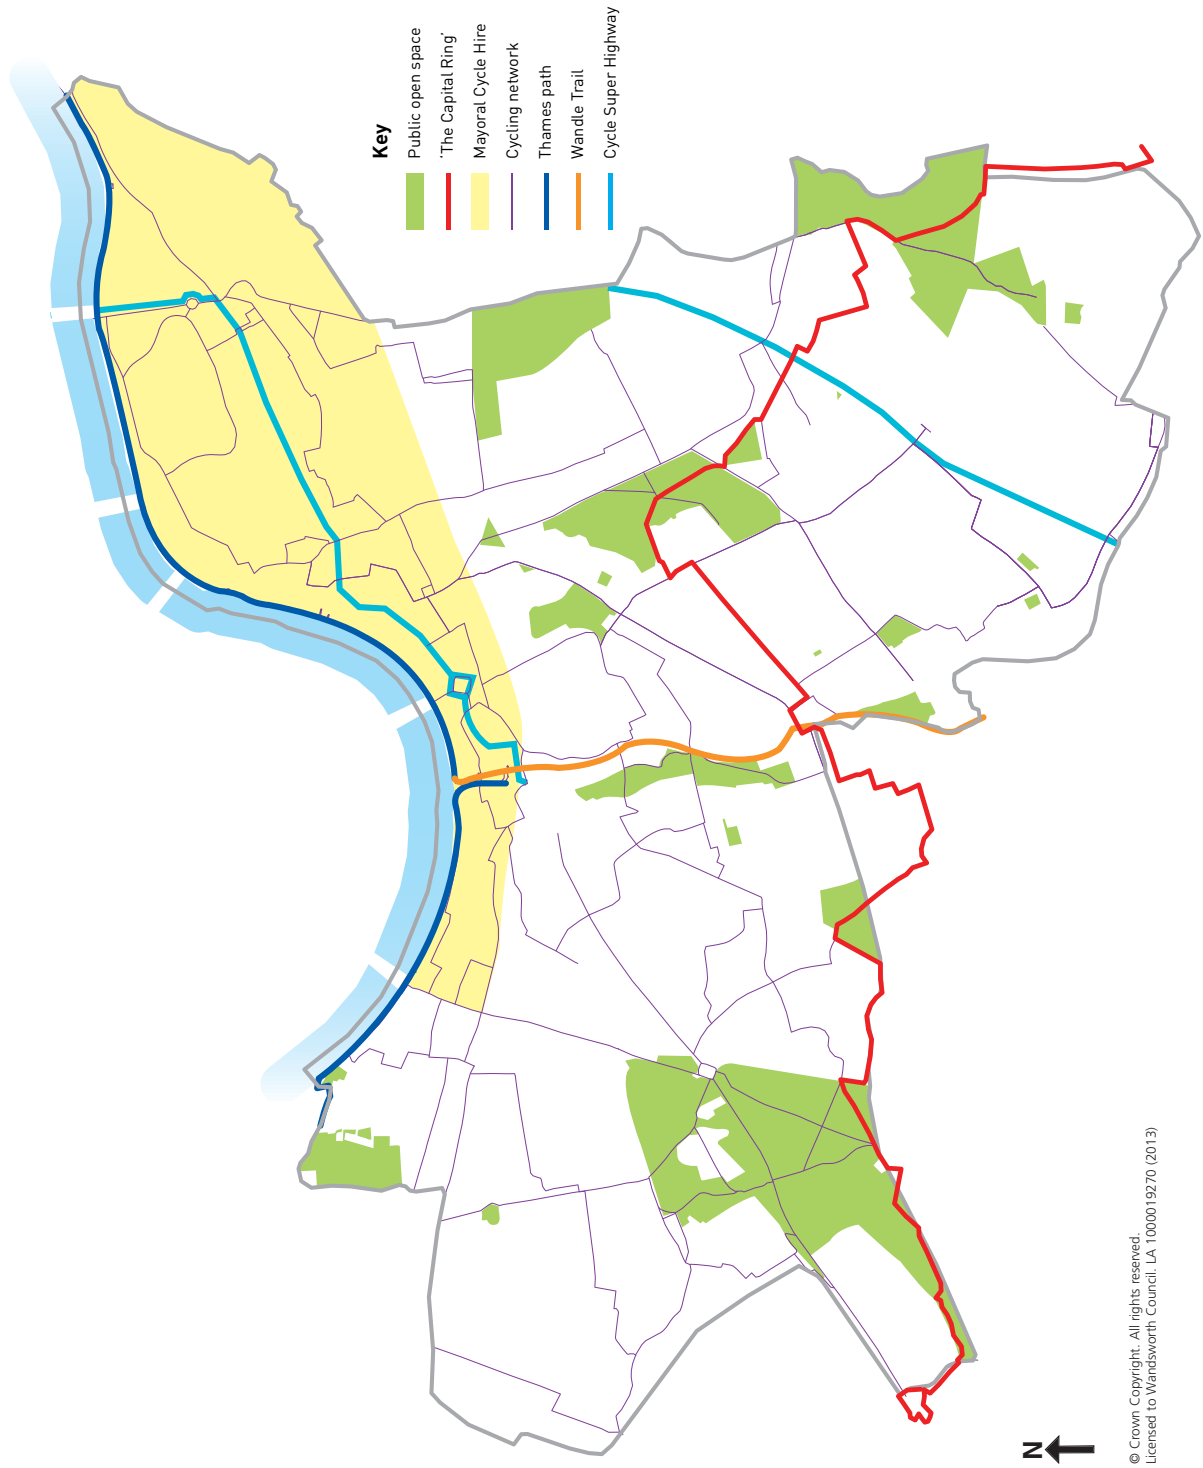 Key
Public open space
‘The Capital Ring’
Mayoral Cycle Hire
Cycling network
Thames path
Wandle Trail
Cycle Super Highway
N
© Crown Copyright. All rights reserved.
Licensed to Wandsworth Council. LA 1000019270 (2013)